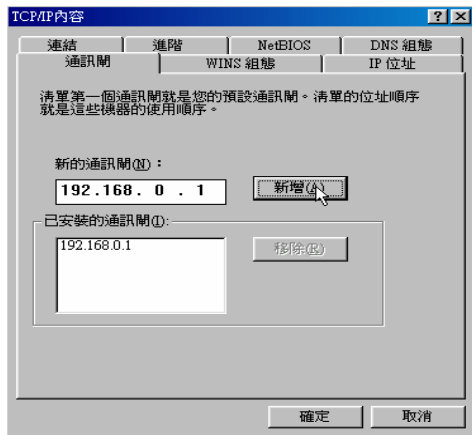 TCP/IP內容
連結 進階 NetBIOS DNS 組態
通訊閘 WINS 組態 IP 位址
清單第一個通訊閘就是您的預設通訊閘。清單的位址順序
就是這些機器的使用順序。
新的通訊閘(N)：
192.168. 0 . 1 新增(A)
已安裝的通訊閘(I):
192.168.0.1 移除(R)
確定 取消